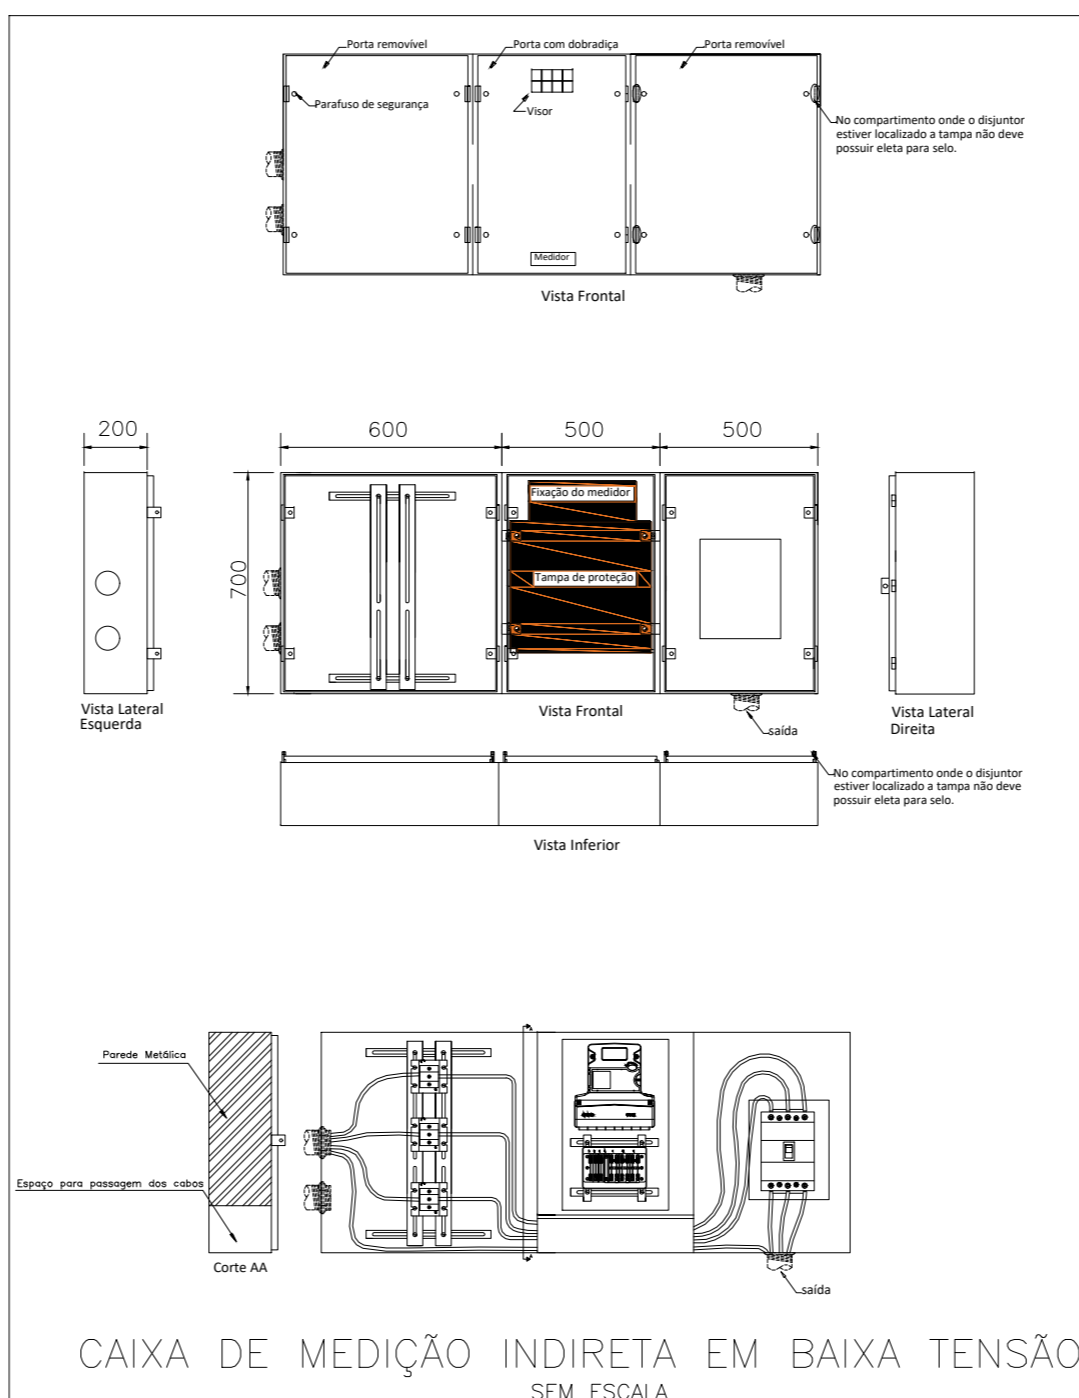 Porta removível
Porta com dobradiça
Porta removível
Parafuso de segurança
Visor
No compartimento onde o disjuntor
estiver localizado a tampa não deve
possuir eleta para selo.
Medidor
Vista Frontal
200
600
500
500
700
Fixação do medidor
Tampa de proteção
Vista Lateral
Esquerda
Vista Frontal
saída
Vista Lateral
Direita
No compartimento onde o disjuntor
estiver localizado a tampa não deve
possuir eleta para selo.
Vista Inferior
Parede Metálica
Espaço para passagem dos cabos
Corte AA
saída
CAIXA DE MEDIÇÃO INDIRETA EM BAIXA TENSÃO
SEM ESCALA